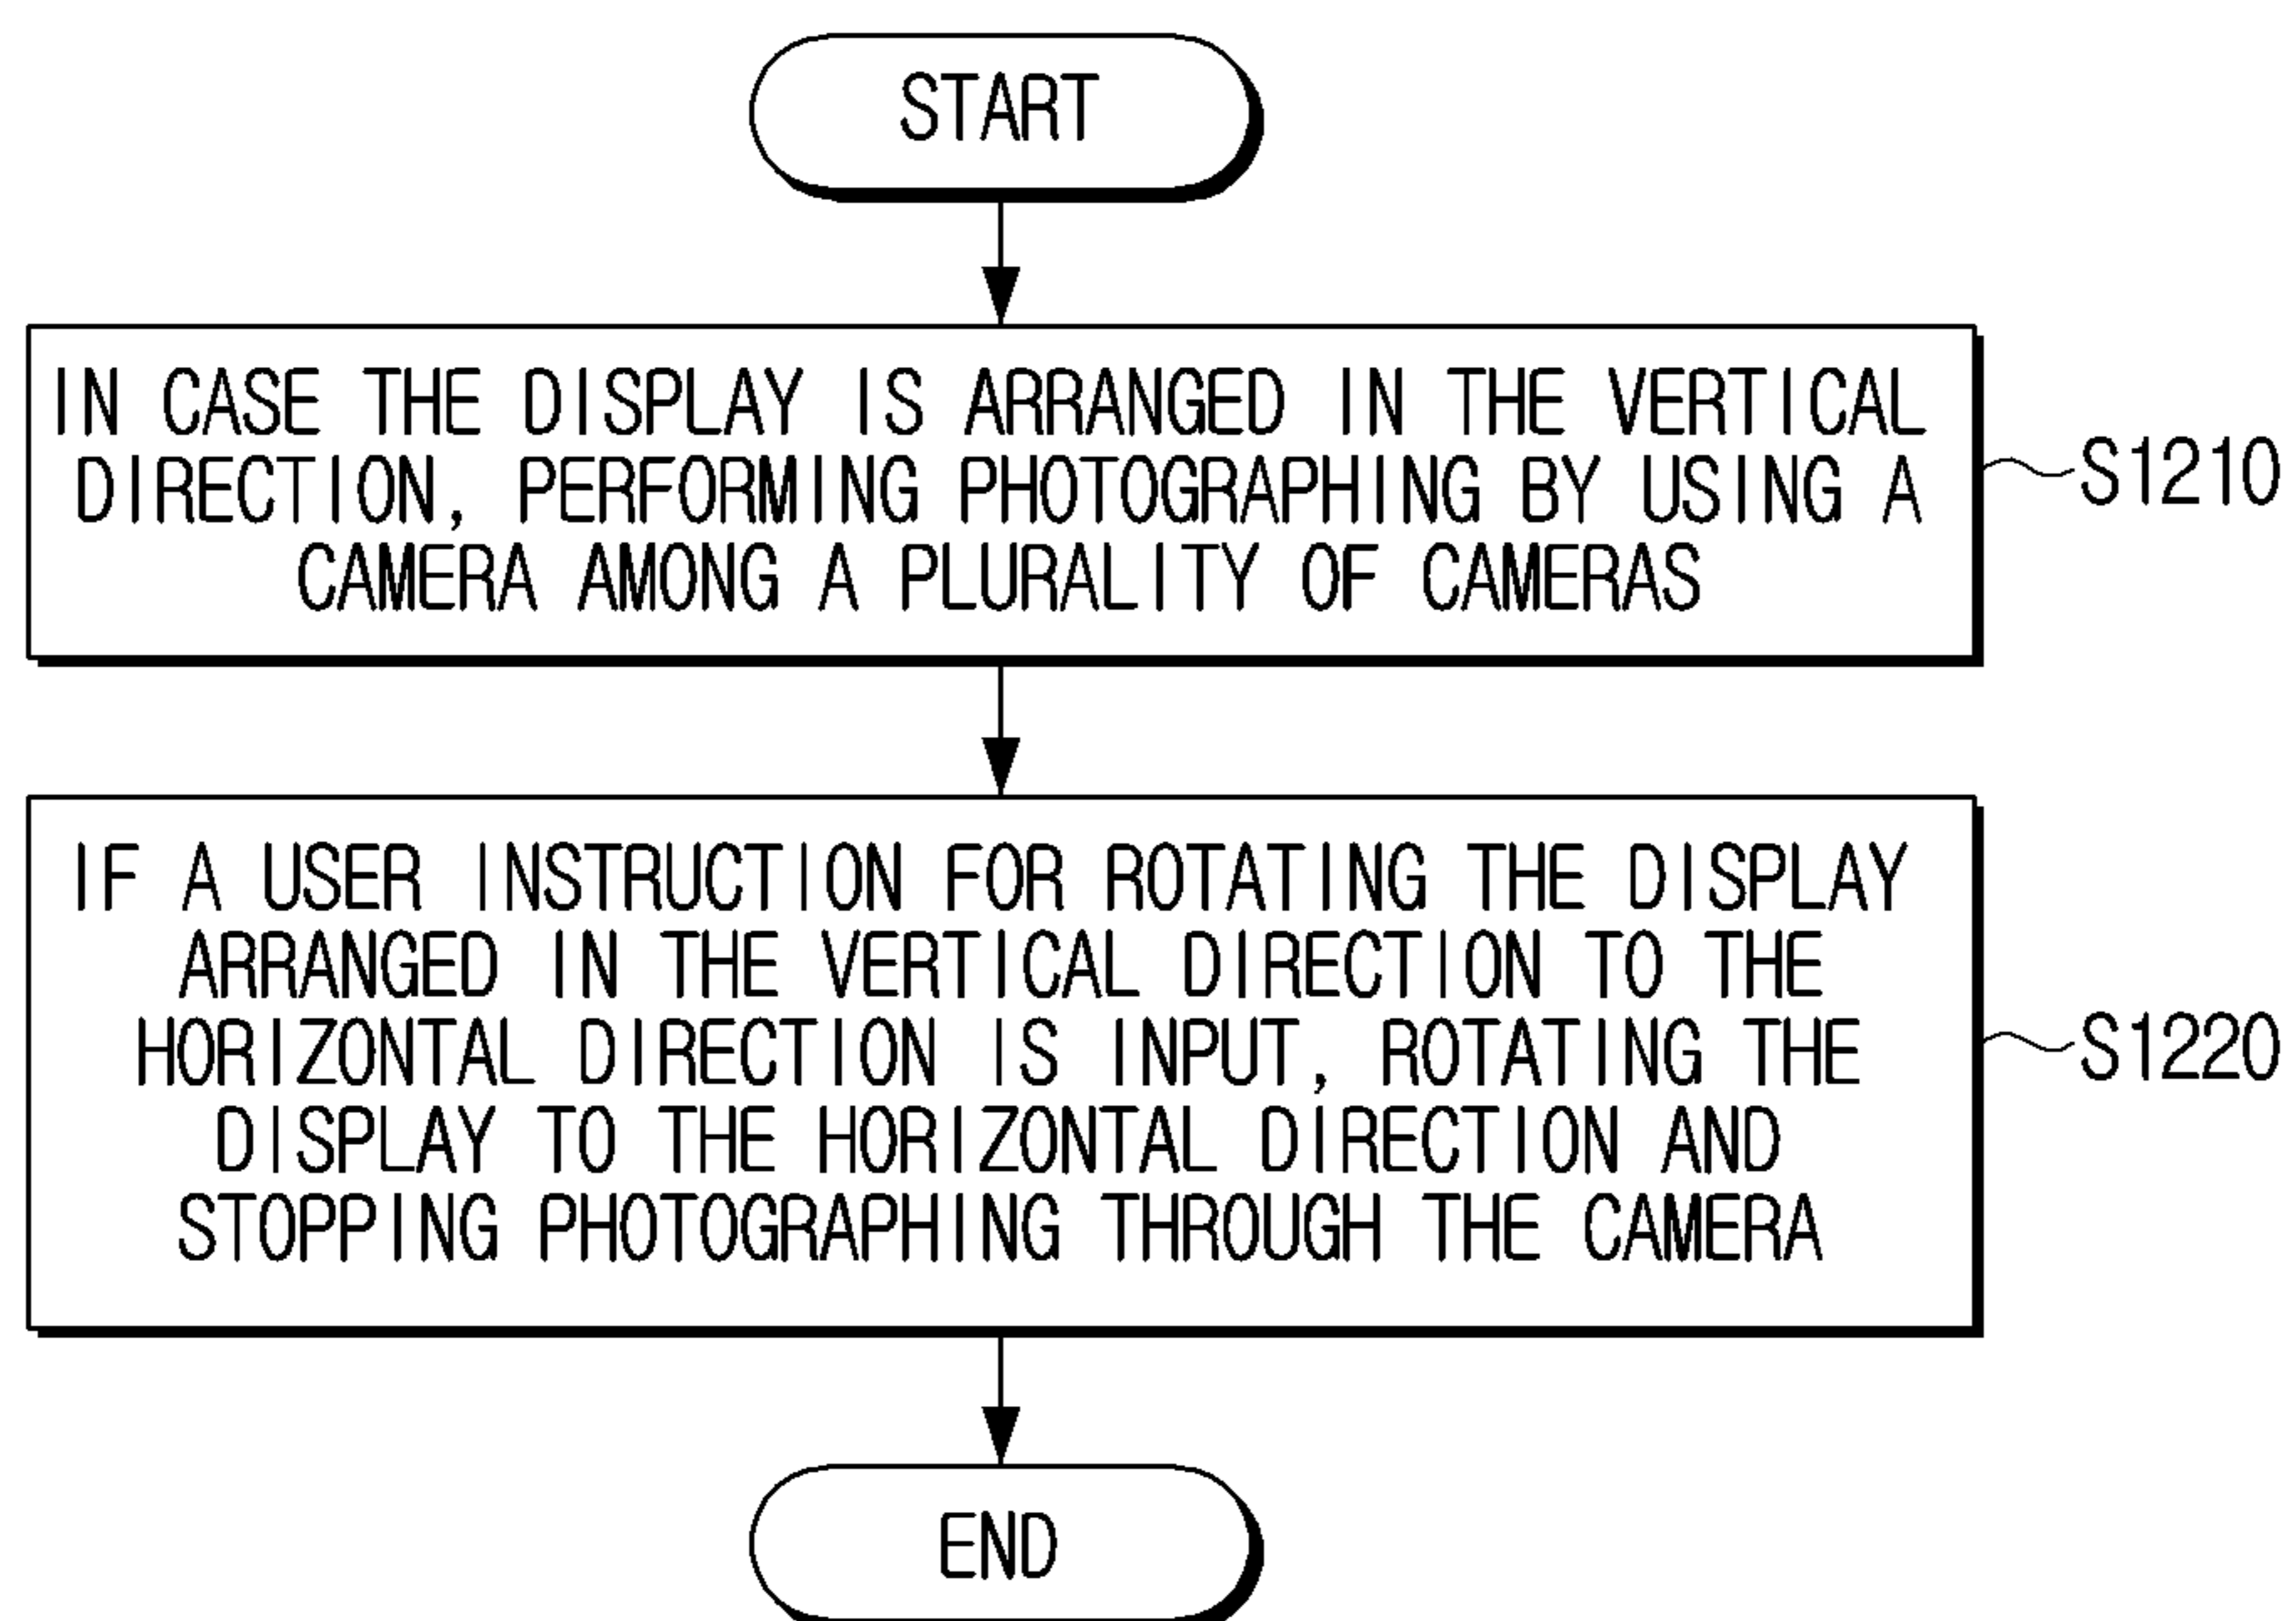 START
IN CASE THE DISPLAY IS ARRANGED IN THE VERTICAL
DIRECTION, PERFORMING PHOTOGRAPHING BY USING A
CAMERA AMONG A PLURALITY OF CAMERAS
S1210
IF A USER INSTRUCTION FOR ROTATING THE DISPLAY
ARRANGED IN THE VERTICAL DIRECTION TO THE
HORIZONTAL DIRECTION IS INPUT, ROTATING THE
DISPLAY TO THE HORIZONTAL DIRECTION AND
STOPPING PHOTOGRAPHING THROUGH THE CAMERA
S1220
END